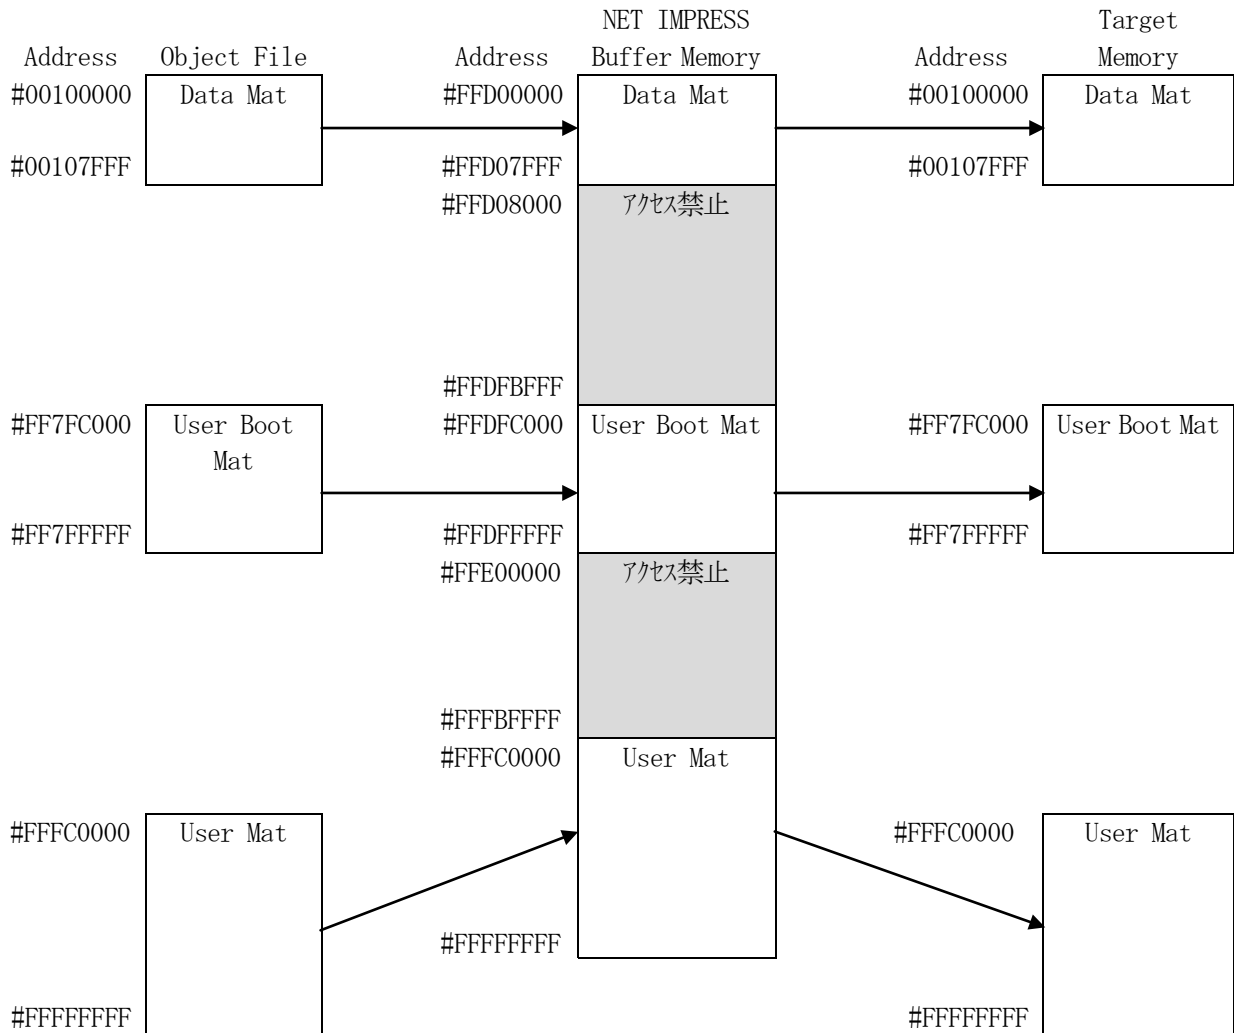 NET IMPRESS Target
Address Object File Address Buffer Memory Address Memory
#00100000 Data Mat #FFD00000 Data Mat #00100000 Data Mat
#00107FFF #FFD07FFF #00107FFF
#FFD08000 ｱｸｾｽ禁止
#FFDFBFFF
#FF7FC000 User Boot #FFDFC000 User Boot Mat #FF7FC000 User Boot Mat
Mat
#FF7FFFFF #FFDFFFFF #FF7FFFFF
#FFE00000 ｱｸｾｽ禁止
#FFFBFFFF
#FFFC0000 User Mat
#FFFC0000 User Mat #FFFC0000 User Mat
#FFFFFFFF
#FFFFFFFF #FFFFFFFF